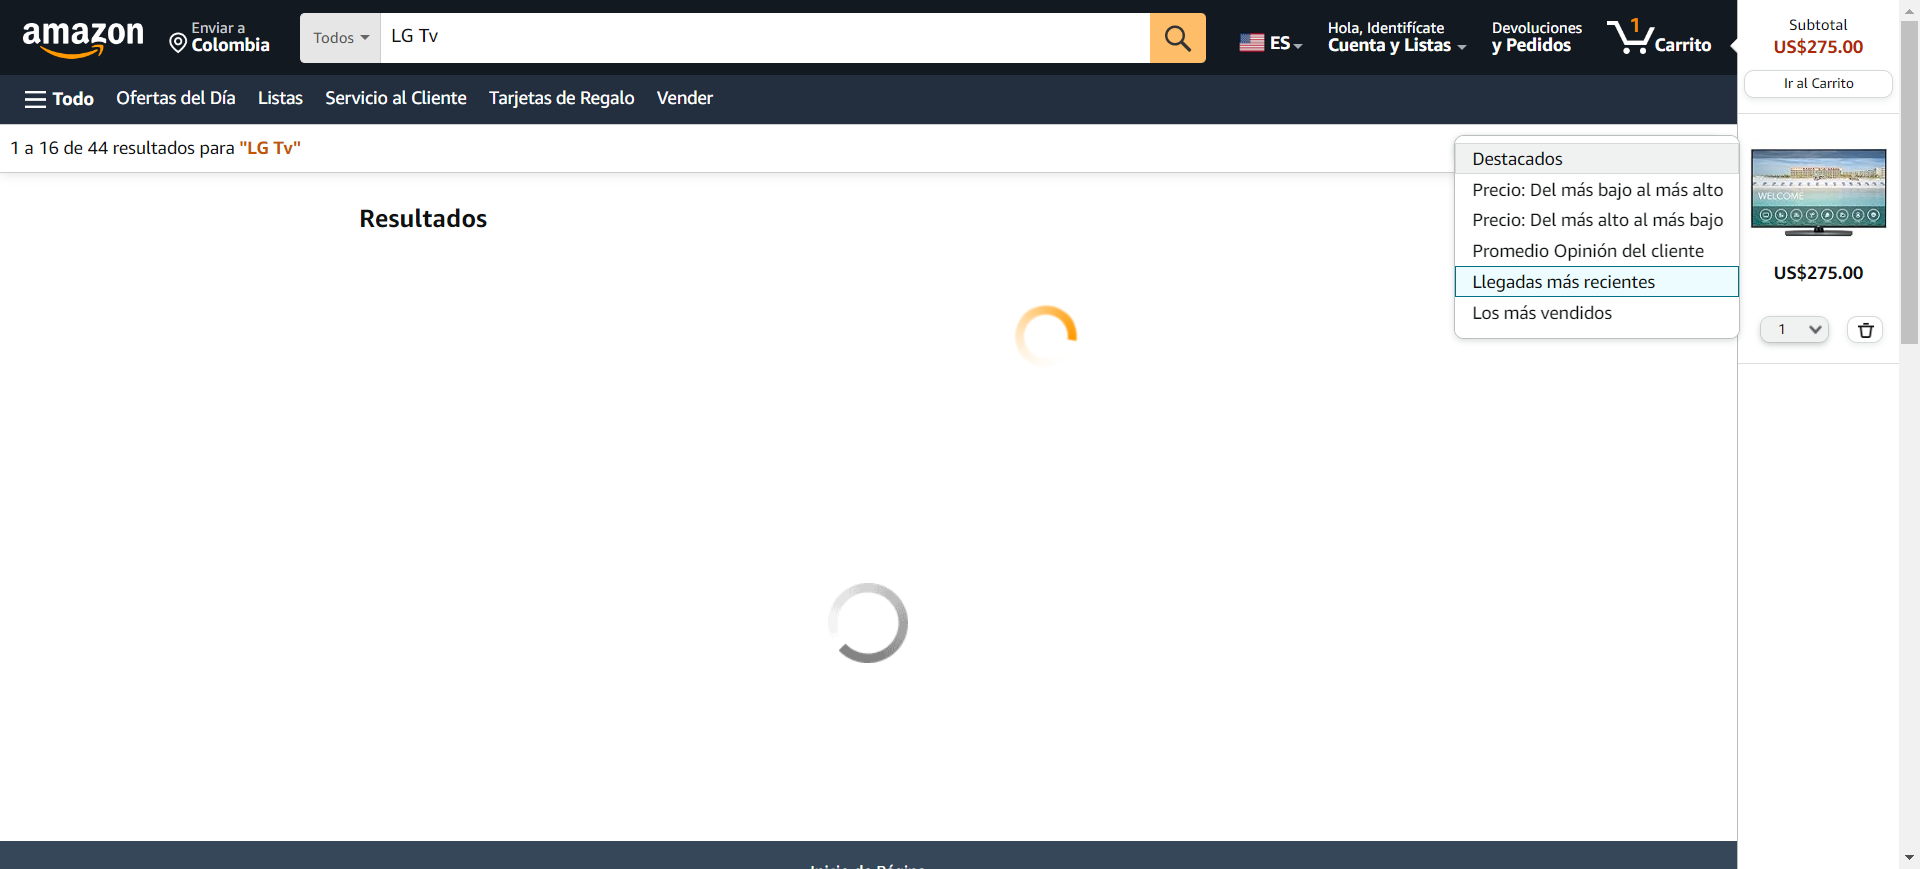 amazon
Enviar a
Colombia
Todos
LG Tv
ES
Hola, Identifícate
Cuenta y Listas
Devoluciones
y Pedidos
1
Carrito
Subtotal
US$275.00
Ir al Carrito
Todo
Ofertas del Día
Listas
Servicio al Cliente
Tarjetas de Regalo
Vender
1 a 16 de 44 resultados para "LG Tv"
Destacados
Precio: Del más bajo al más alto
Precio: Del más alto al más bajo
Promedio Opinión del cliente
Llegadas más recientes
Los más vendidos
Resultados
WELCOME
US$275.00
1
Inicio de Página